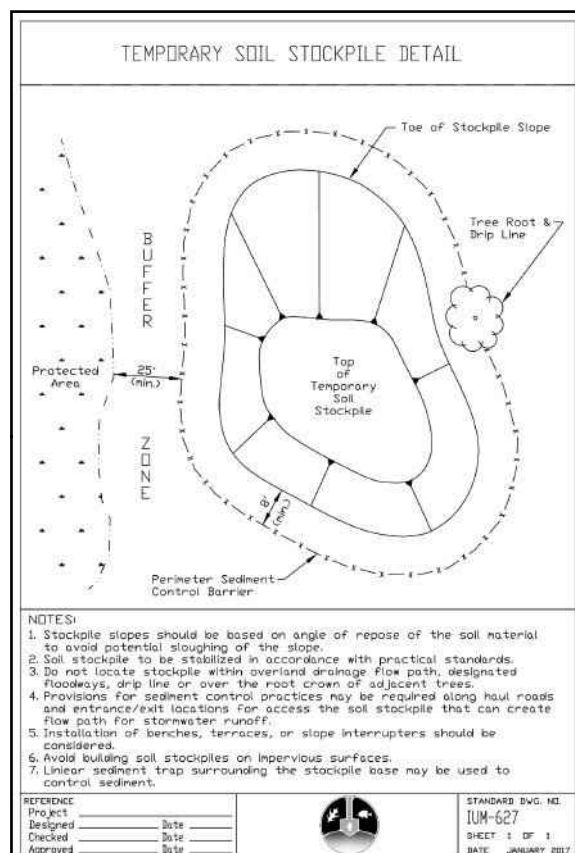 TEMPORARY SOIL STOCKPILE DETAIL
Toe of Stockpile Slope
Tree Root &
Drip Line
BUFFER
ZONE
Protected
Area
25'
(min.)
Top
of
Temporary
Soil
Stockpile
8'
(min.)
Perimeter Sediment
Control Barrier
NOTES:
1. Stockpile slopes should be based on angle of repose of the soil material
to avoid potential sloughing of the slope.
2. Soil stockpile to be stabilized in accordance with practical standards.
3. Do not locate stockpile within overland drainage flow path, designated
floodways, drip line or over the root crown of adjacent trees.
4. Provisions for sediment control practices may be required along haul roads
and entrance/exit locations for access the soil stockpile that can create
flow path for stormwater runoff.
5. Installation of benches, terraces, or slope interrupters should be
considered.
6. Avoid building soil stockpiles on impervious surfaces.
7. Liniear sediment trap surrounding the stockpile base may be used to
control sediment.
REFERENCE
Project
Designed Date
Checked Date
Approved Date
STANDARD DWG. NO.
IUM-627
SHEET 1 OF 1
DATE JANUARY 2017